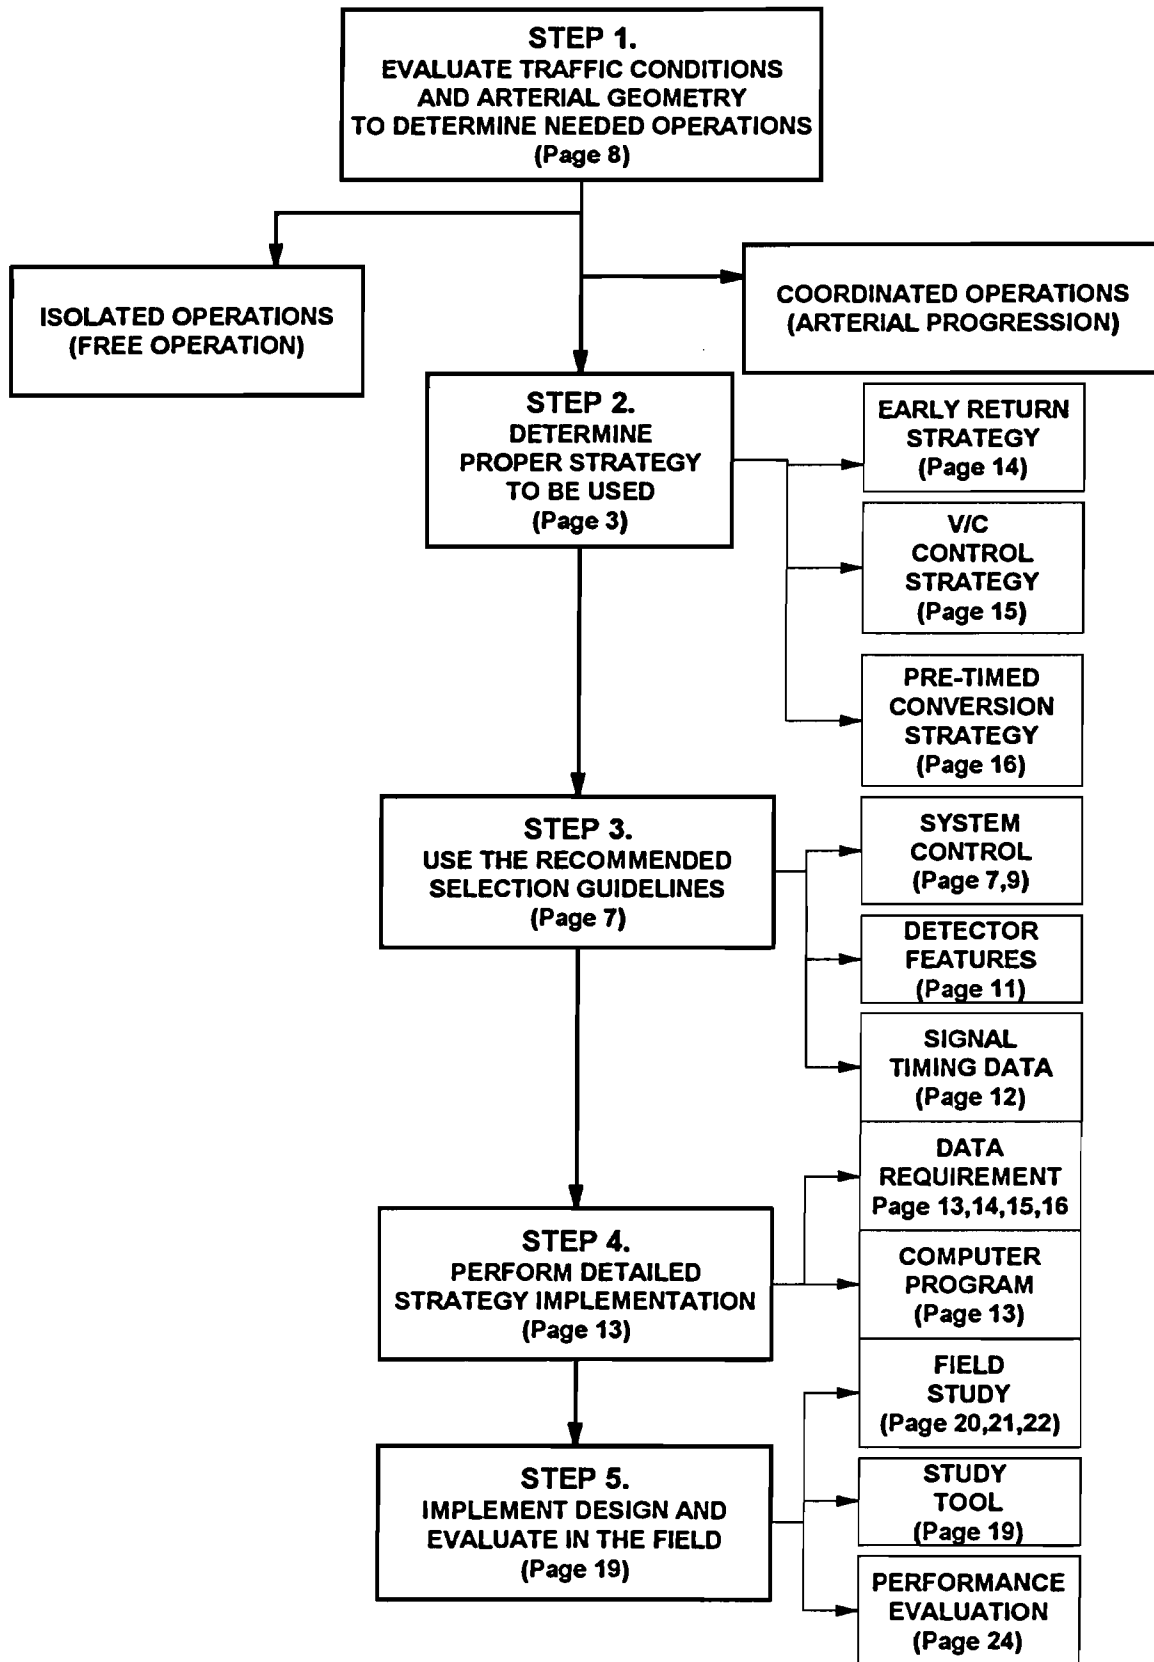 STEP 1.
EVALUATE TRAFFIC CONDITIONS
AND ARTERIAL GEOMETRY
TO DETERMINE NEEDED OPERATIONS
(Page 8)
ISOLATED OPERATIONS
(FREE OPERATION)
COORDINATED OPERATIONS
(ARTERIAL PROGRESSION)
STEP 2.
DETERMINE
PROPER STRATEGY
TO BE USED
(Page 3)
EARLY RETURN
STRATEGY
(Page 14)
V/C
CONTROL
STRATEGY
(Page 15)
PRE-TIMED
CONVERSION
STRATEGY
(Page 16)
STEP 3.
USE THE RECOMMENDED
SELECTION GUIDELINES
(Page 7)
SYSTEM
CONTROL
(Page 7,9)
DETECTOR
FEATURES
(Page 11)
SIGNAL
TIMING DATA
(Page 12)
STEP 4.
PERFORM DETAILED
STRATEGY IMPLEMENTATION
(Page 13)
DATA
REQUIREMENT
Page 13,14,15,16
COMPUTER
PROGRAM
(Page 13)
STEP 5.
IMPLEMENT DESIGN AND
EVALUATE IN THE FIELD
(Page 19)
FIELD
STUDY
(Page 20,21,22)
STUDY
TOOL
(Page 19)
PERFORMANCE
EVALUATION
(Page 24)